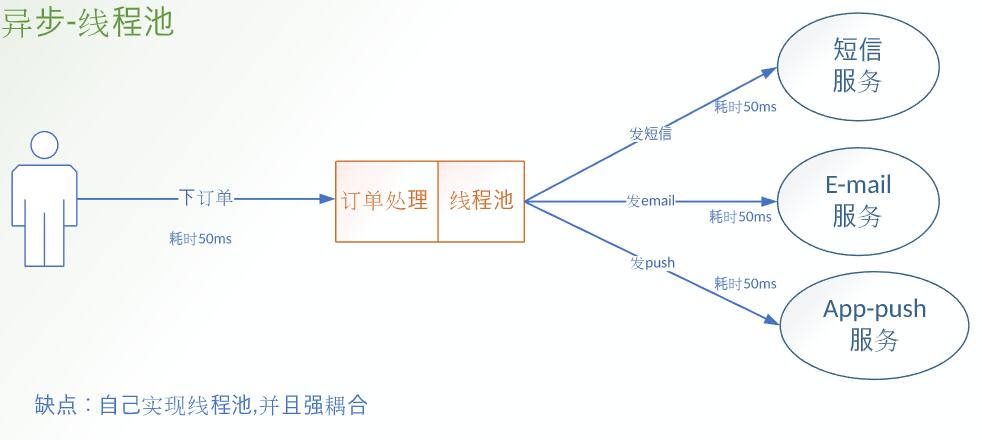 异步-线程池
短信
服务
耗时50ms
发短信
下订单
耗时50ms
订单处理
线程池
发email
耗时50ms
E-mail
服务
发push
耗时50ms
App-push
服务
缺点：自己实现线程池,并且强耦合